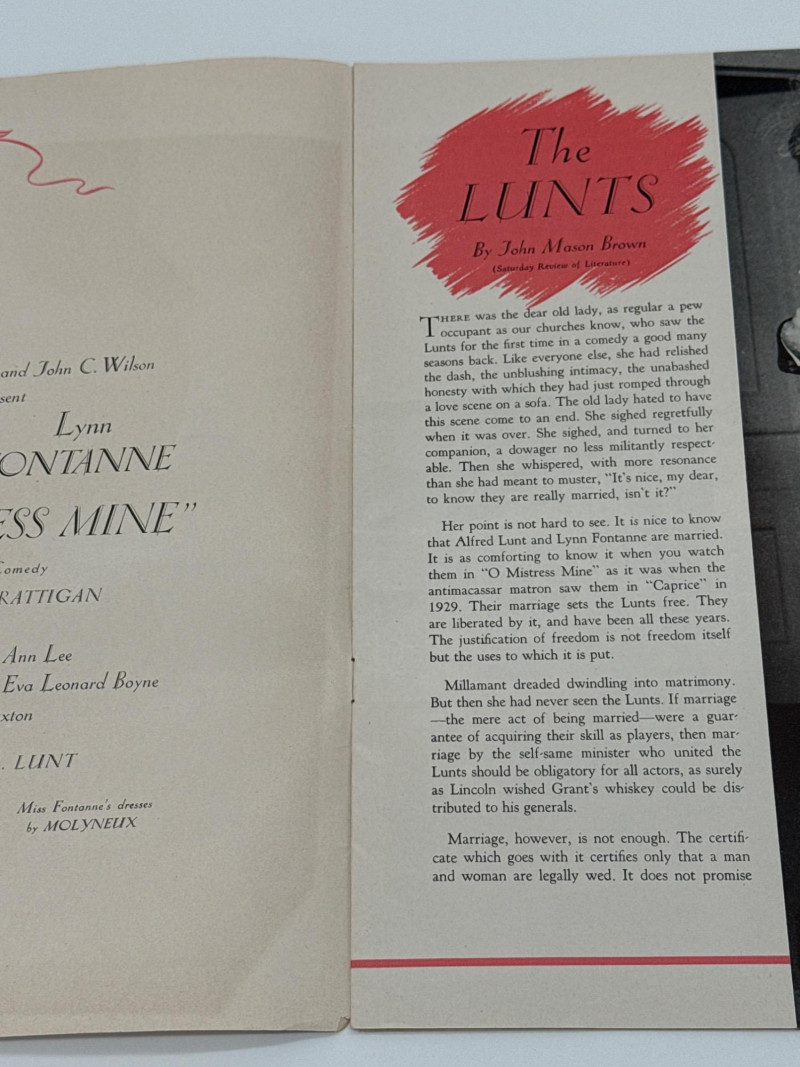 and John C. Wilson
sent
Lynn
ONTANNE
ESS MINE"
Comedy
RATTIGAN
Ann Lee
Eva Leonard Boyne
xton
. LUNT
Miss Fontanne's dresses
by MOLYNEUX
The
LUNTS
By John Mason Brown
(Saturday Review of Literature)
THERE was the dear old lady, as regular a pew
occupant as our churches know, who saw the
Lunts for the first time in a comedy a good many
seasons back. Like everyone else, she had relished
the dash, the unblushing intimacy, the unabashed
honesty with which they had just romped through
a love scene on a sofa. The old lady hated to have
this scene come to an end. She sighed regretfully
when it was over. She sighed, and turned to her
companion, a dowager no less militantly respect-
able. Then she whispered, with more resonance
than she had meant to muster, "It's nice, my dear,
to know they are really married, isn't it?"
Her point is not hard to see. It is nice to know
that Alfred Lunt and Lynn Fontanne are married.
It is as comforting to know it when you watch
them in "O Mistress Mine" as it was when the
antimacassar matron saw them in "Caprice" in
1929. Their marriage sets the Lunts free. They
are liberated by it, and have been all these years.
The justification of freedom is not freedom itself
but the uses to which it is put.
Millamant dreaded dwindling into matrimony.
But then she had never seen the Lunts. If marriage
—the mere act of being married—were a guar-
antee of acquiring their skill as players, then mar-
riage by the self-same minister who united the
Lunts should be obligatory for all actors, as surely
as Lincoln wished Grant's whiskey could be dis-
tributed to his generals.
Marriage, however, is not enough. The certifi-
cate which goes with it certifies only that a man
and woman are legally wed. It does not promise